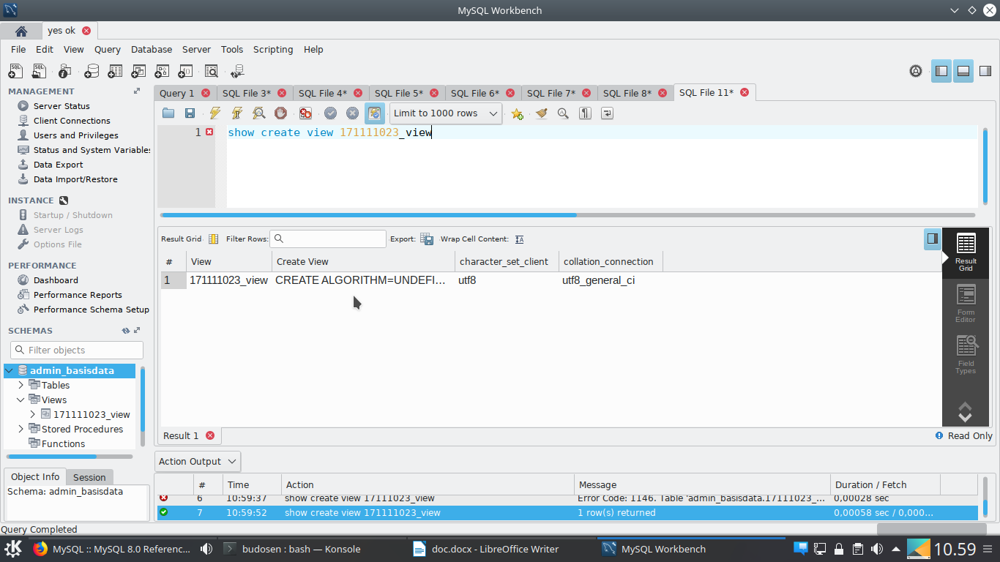 MySQL Workbench
yes ok
File Edit View Query Database Server Tools Scripting Help
MANAGEMENT
Server Status
Client Connections
Users and Privileges
Status and System Variables
Data Export
Data Import/Restore
INSTANCE
Startup / Shutdown
Server Logs
Options File
PERFORMANCE
Dashboard
Performance Reports
Performance Schema Setup
SCHEMAS
Filter objects
admin_basisdata
Tables
Views
171111023_view
Stored Procedures
Functions
Object Info Session
Schema: admin_basisdata
Query 1 SQL File 3* SQL File 4* SQL File 5* SQL File 6* SQL File 7* SQL File 8* SQL File 11*
Limit to 1000 rows
1 show create view 171111023_view
Result Grid Filter Rows: Export: Wrap Cell Content:
# View Create View character_set_client collation_connection
1 171111023_view CREATE ALGORITHM=UNDEFI... utf8 utf8_general_ci
Result Grid
Form Editor
Field Types
Result 1 Read Only
Action Output
# Time Action Message Duration / Fetch
6 10:59:37 show create view 17111023_view Error Code: 1146. Table 'admin_basisdata.17111023_... 0,00028 sec
7 10:59:52 show create view 171111023_view 1 row(s) returned 0,00058 sec / 0,000...
Query Completed
MySQL :: MySQL 8.0 Referenc... budosen : bash — Konsole doc.docx - LibreOffice Writer MySQL Workbench 10.59